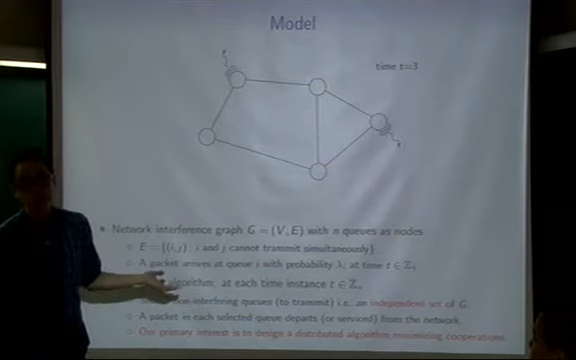 Model
time t=3
Network interference graph G = (V, E) with n queues as nodes
E = {(i, j) : i and j cannot transmit simultaneously}
A packet arrives at queue i with probability λᵢ at time t ∈ ℤ₊
algorithm, at each time instance t ∈ ℤ₊
non-interfering queues (to transmit) i.e., an independent set of G.
A packet in each selected queue departs (or serviced) from the network.
Our primary interest is to design a distributed algorithm minimizing cooperations